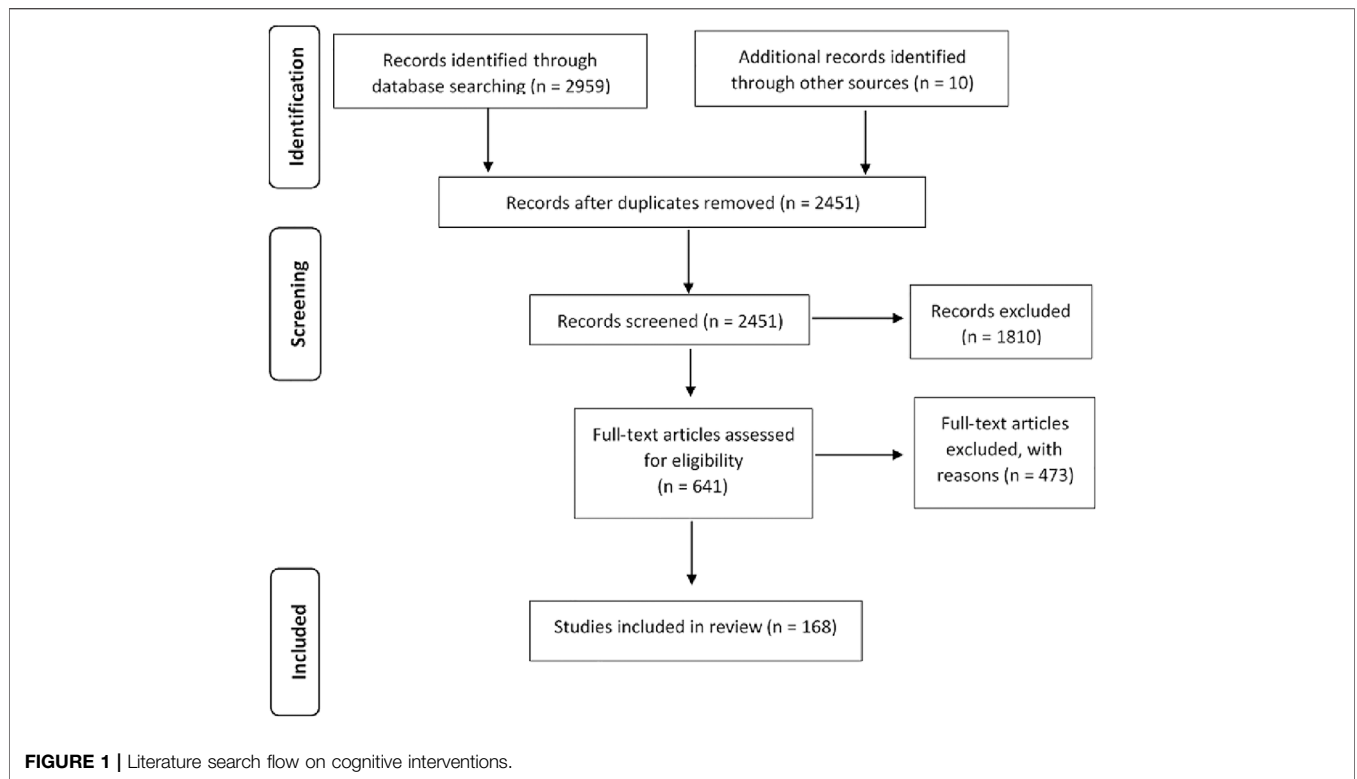 Identification
Records identified through
database searching (n = 2959)
Additional records identified
through other sources (n = 10)
Records after duplicates removed (n = 2451)
Screening
Records screened (n = 2451)
Records excluded
(n = 1810)
Full-text articles assessed
for eligibility
(n = 641)
Full-text articles
excluded, with
reasons (n = 473)
Included
Studies included in review (n = 168)
FIGURE 1 | Literature search flow on cognitive interventions.